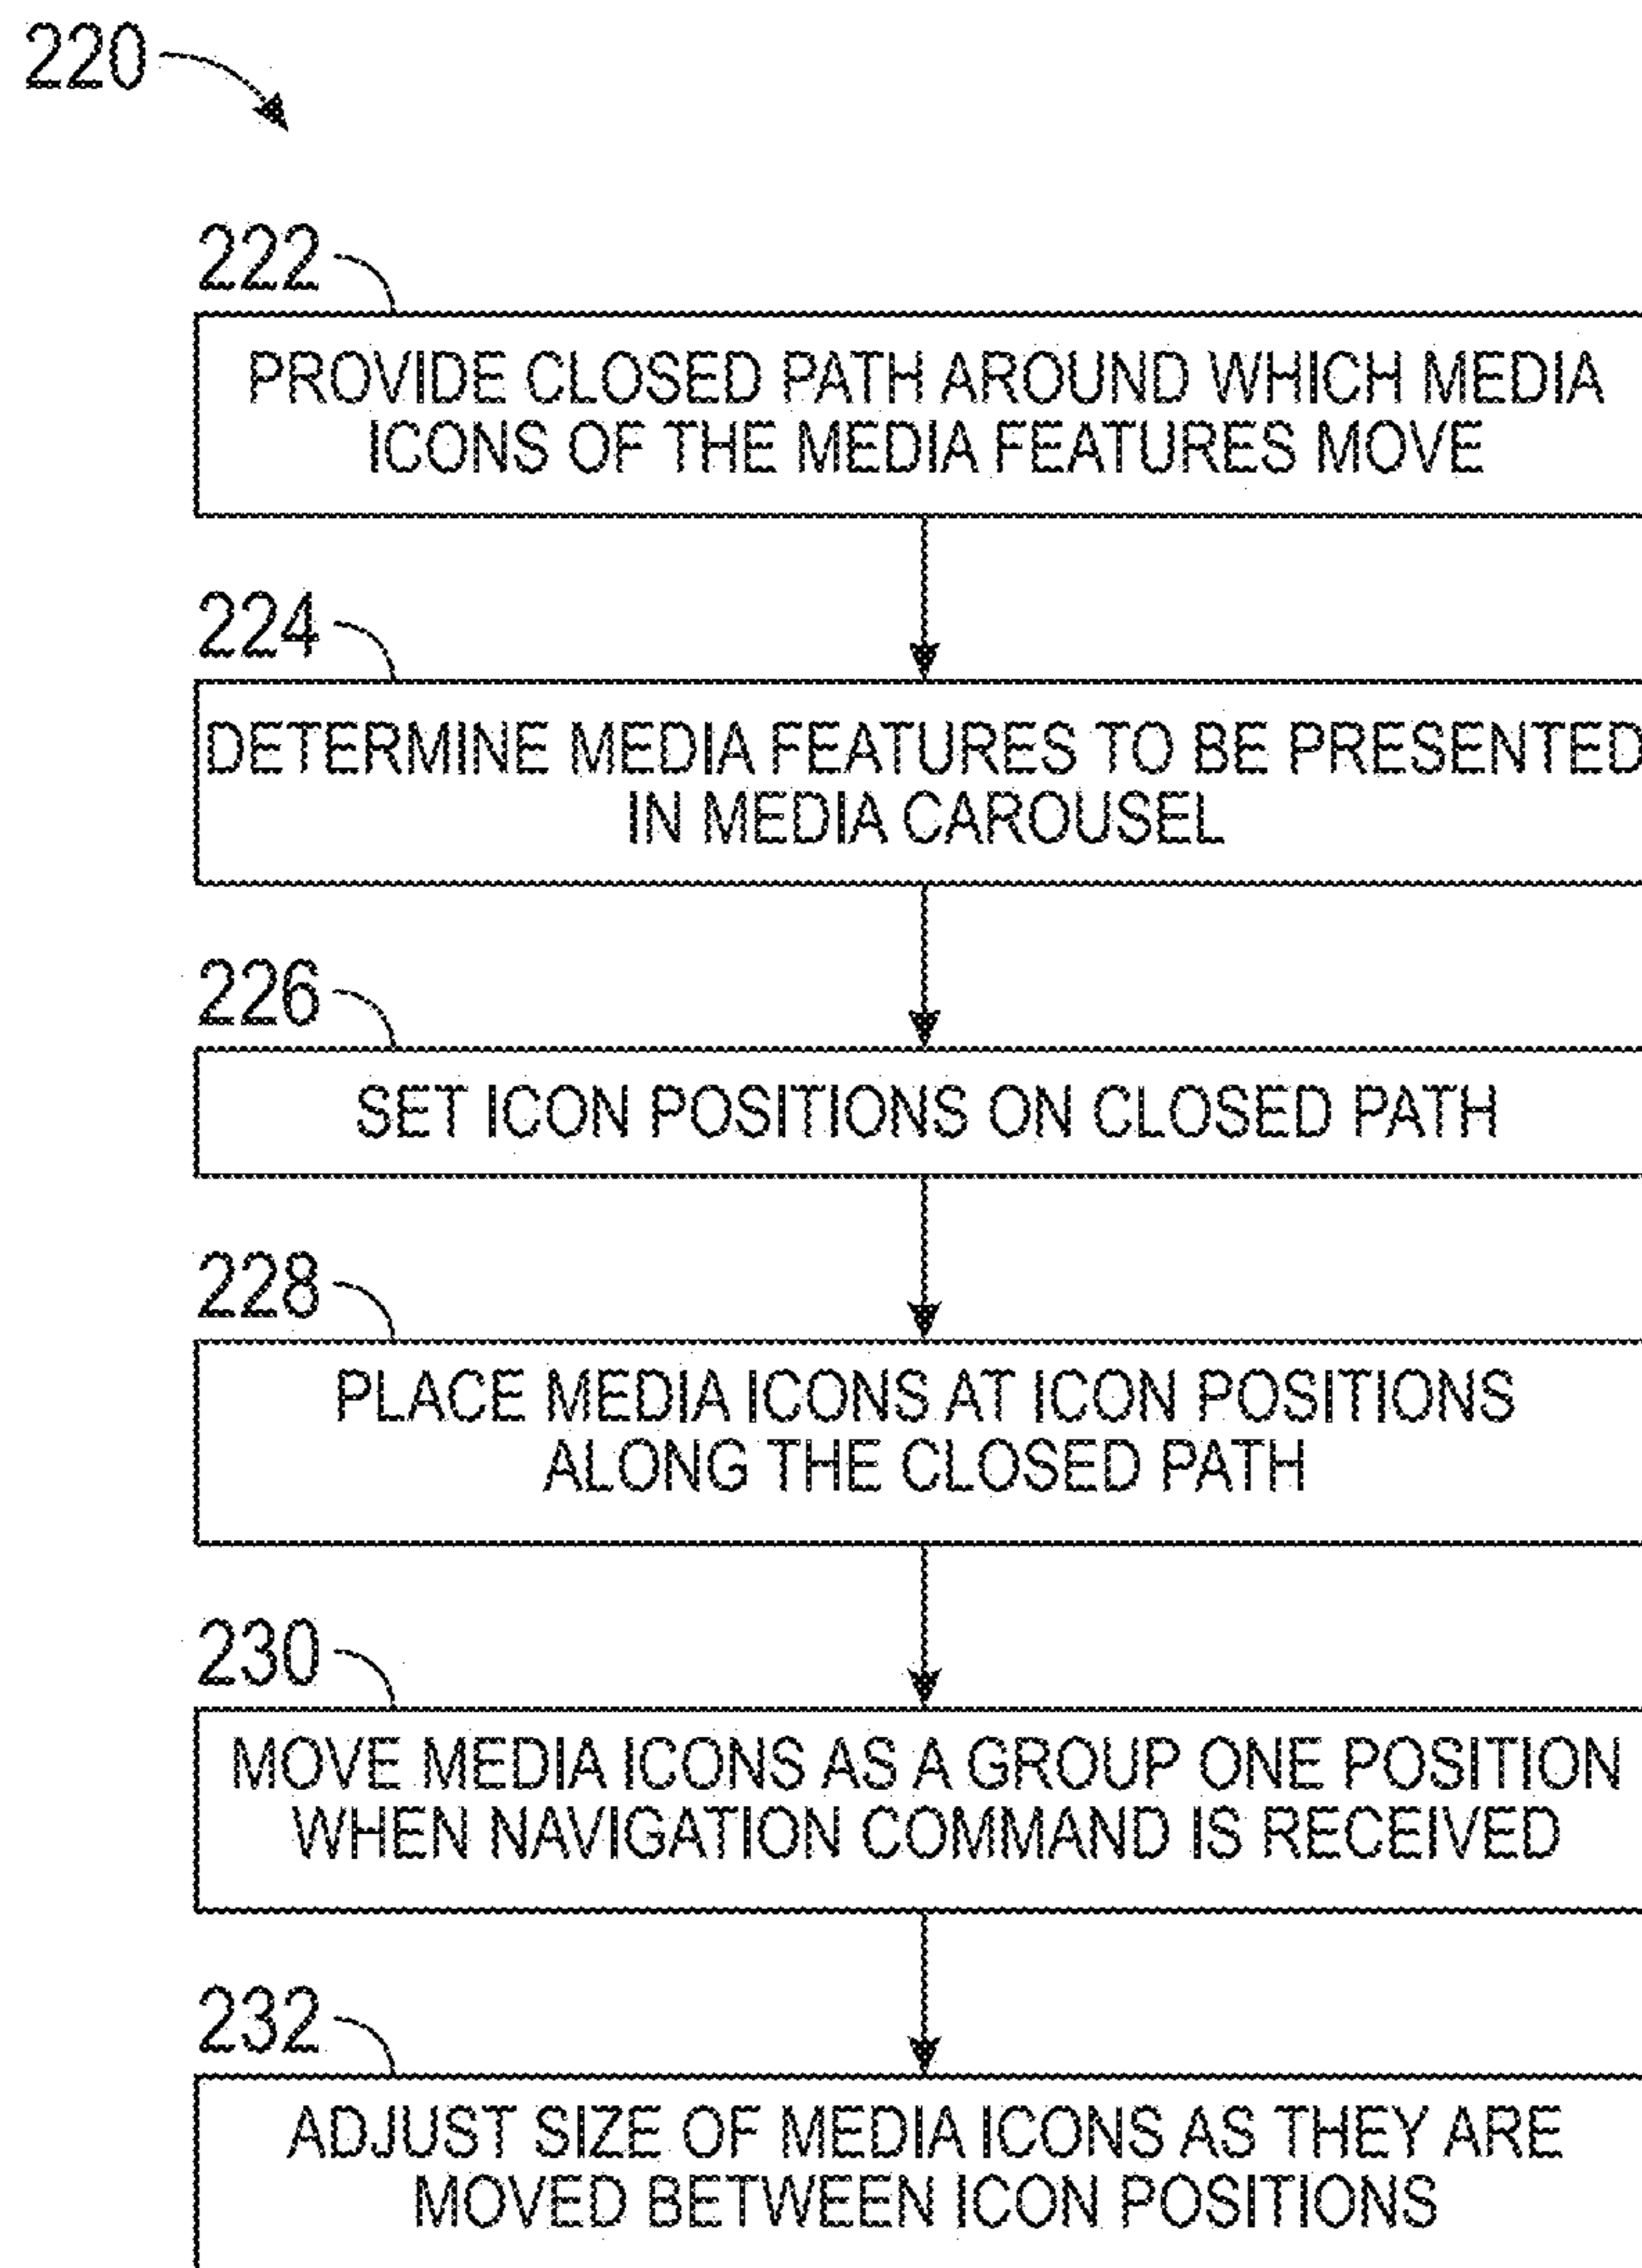 220
222
PROVIDE CLOSED PATH AROUND WHICH MEDIA
ICONS OF THE MEDIA FEATURES MOVE
224
DETERMINE MEDIA FEATURES TO BE PRESENTED
IN MEDIA CAROUSEL
226
SET ICON POSITIONS ON CLOSED PATH
228
PLACE MEDIA ICONS AT ICON POSITIONS
ALONG THE CLOSED PATH
230
MOVE MEDIA ICONS AS A GROUP ONE POSITION
WHEN NAVIGATION COMMAND IS RECEIVED
232
ADJUST SIZE OF MEDIA ICONS AS THEY ARE
MOVED BETWEEN ICON POSITIONS